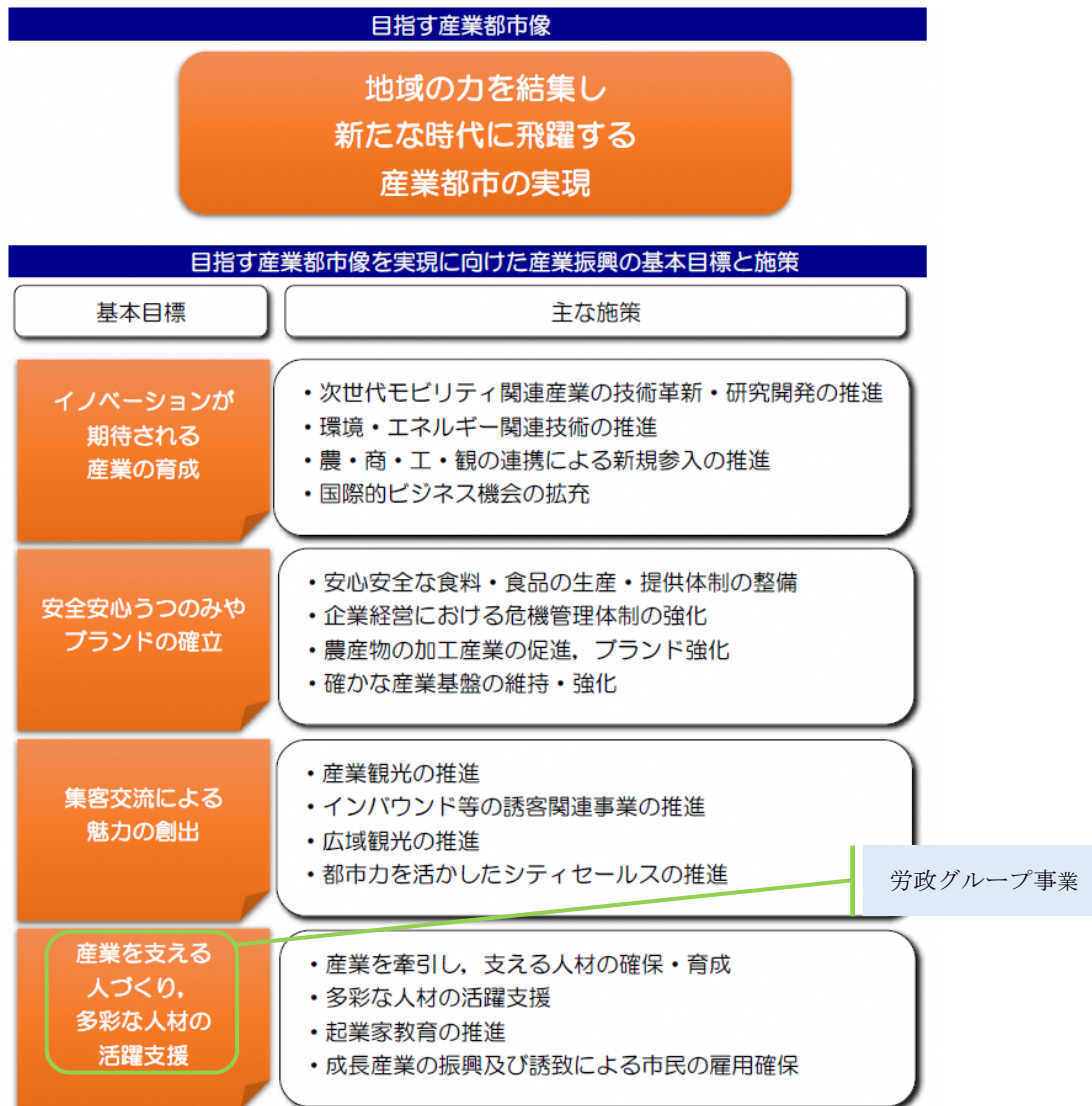 目指す産業都市像
地域の力を結集し
新たな時代に飛躍する
産業都市の実現
目指す産業都市像を実現に向けた産業振興の基本目標と施策
基本目標
主な施策
イノベーションが
期待される
産業の育成
・次世代モビリティ関連産業の技術革新・研究開発の推進
・環境・エネルギー関連技術の推進
・農・商・工・観の連携による新規参入の推進
・国際的ビジネス機会の拡充
安全安心うつのみや
ブランドの確立
・安心安全な食料・食品の生産・提供体制の整備
・企業経営における危機管理体制の強化
・農産物の加工産業の促進，ブランド強化
・確かな産業基盤の維持・強化
集客交流による
魅力の創出
・産業観光の推進
・インバウンド等の誘客関連事業の推進
・広域観光の推進
・都市力を活かしたシティセールスの推進
労政グループ事業
産業を支える
人づくり，
多彩な人材の
活躍支援
・産業を牽引し，支える人材の確保・育成
・多彩な人材の活躍支援
・起業家教育の推進
・成長産業の振興及び誘致による市民の雇用確保